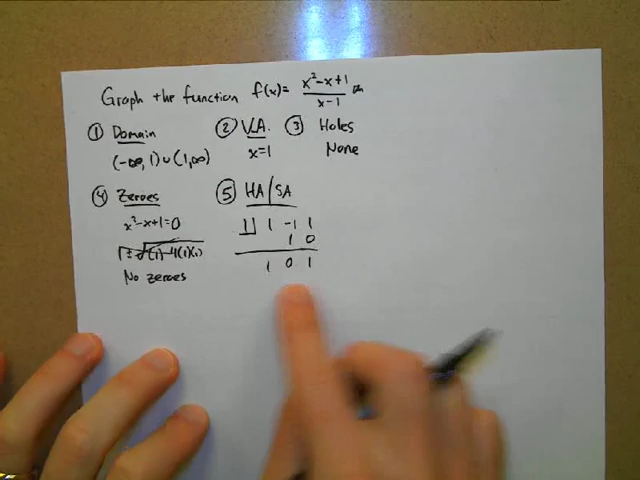 Graph the function f(x)= x²-x+1 / x-1
① Domain
(-∞, 1) ∪ (1, ∞)
② V.A.
x=1
③ Holes
None
④ Zeroes
x²-x+1=0
No zeroes
⑤ HA/SA
1 1 -1 1
1 0
1 0 1